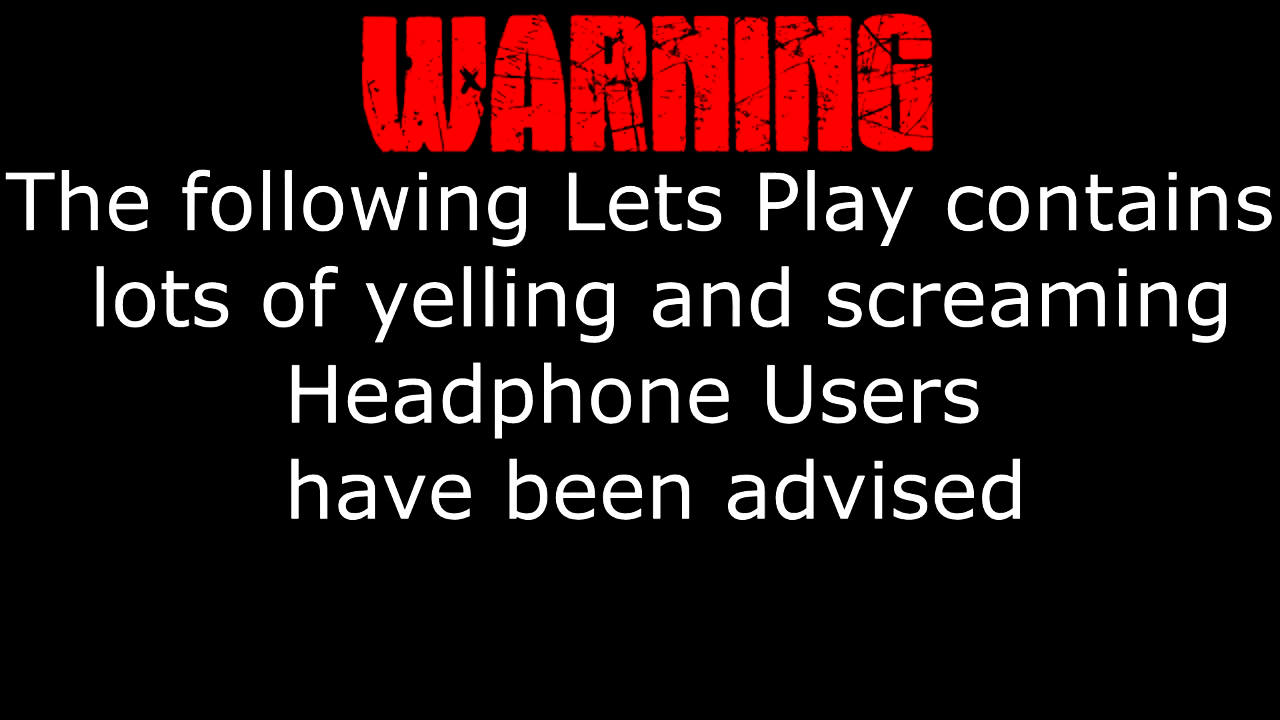 WARNING
The following Lets Play contains
lots of yelling and screaming
Headphone Users
have been advised